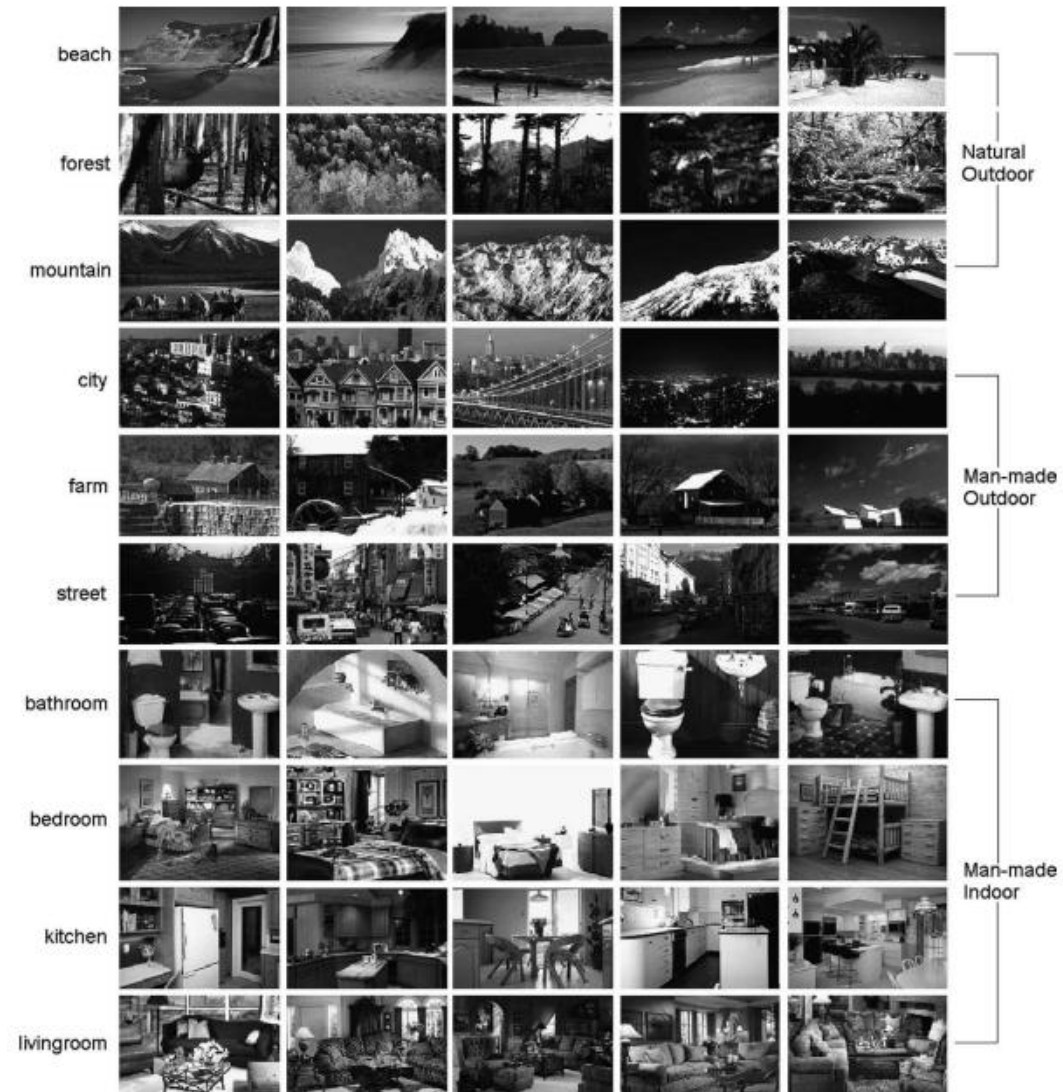 beach
forest
mountain
city
farm
street
bathroom
bedroom
kitchen
livingroom
Natural
Outdoor
Man-made
Outdoor
Man-made
Indoor